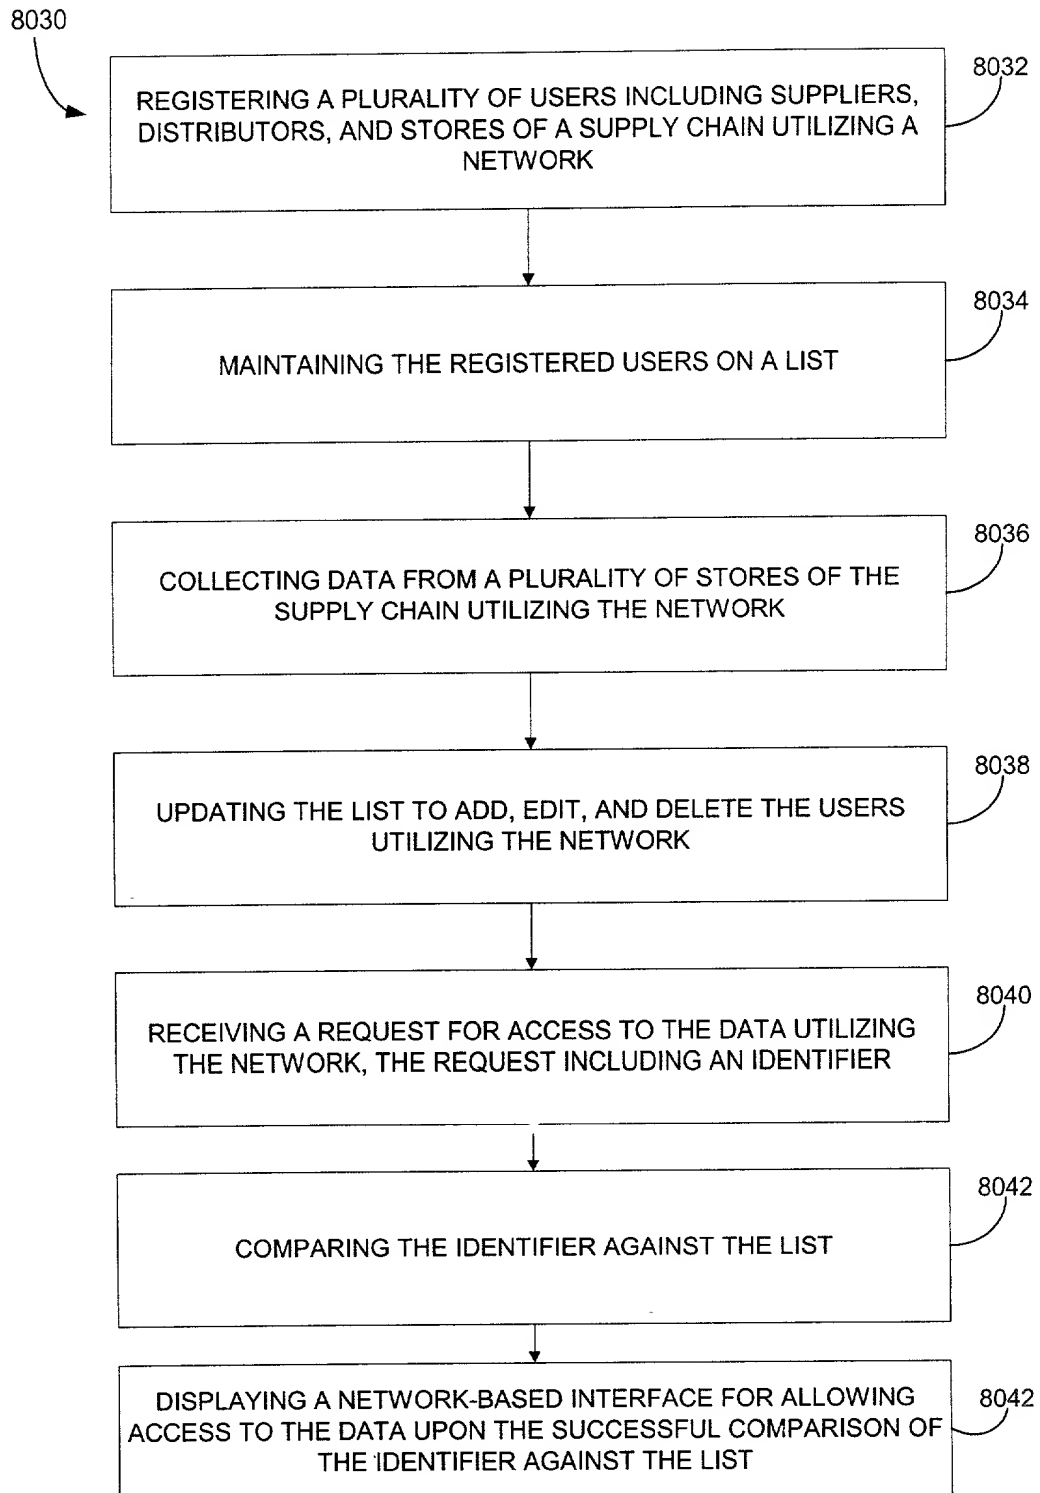 8030
8032
REGISTERING A PLURALITY OF USERS INCLUDING SUPPLIERS,
DISTRIBUTORS, AND STORES OF A SUPPLY CHAIN UTILIZING A
NETWORK
8034
MAINTAINING THE REGISTERED USERS ON A LIST
8036
COLLECTING DATA FROM A PLURALITY OF STORES OF THE
SUPPLY CHAIN UTILIZING THE NETWORK
8038
UPDATING THE LIST TO ADD, EDIT, AND DELETE THE USERS
UTILIZING THE NETWORK
8040
RECEIVING A REQUEST FOR ACCESS TO THE DATA UTILIZING
THE NETWORK, THE REQUEST INCLUDING AN IDENTIFIER
8042
COMPARING THE IDENTIFIER AGAINST THE LIST
8042
DISPLAYING A NETWORK-BASED INTERFACE FOR ALLOWING
ACCESS TO THE DATA UPON THE SUCCESSFUL COMPARISON OF
THE IDENTIFIER AGAINST THE LIST